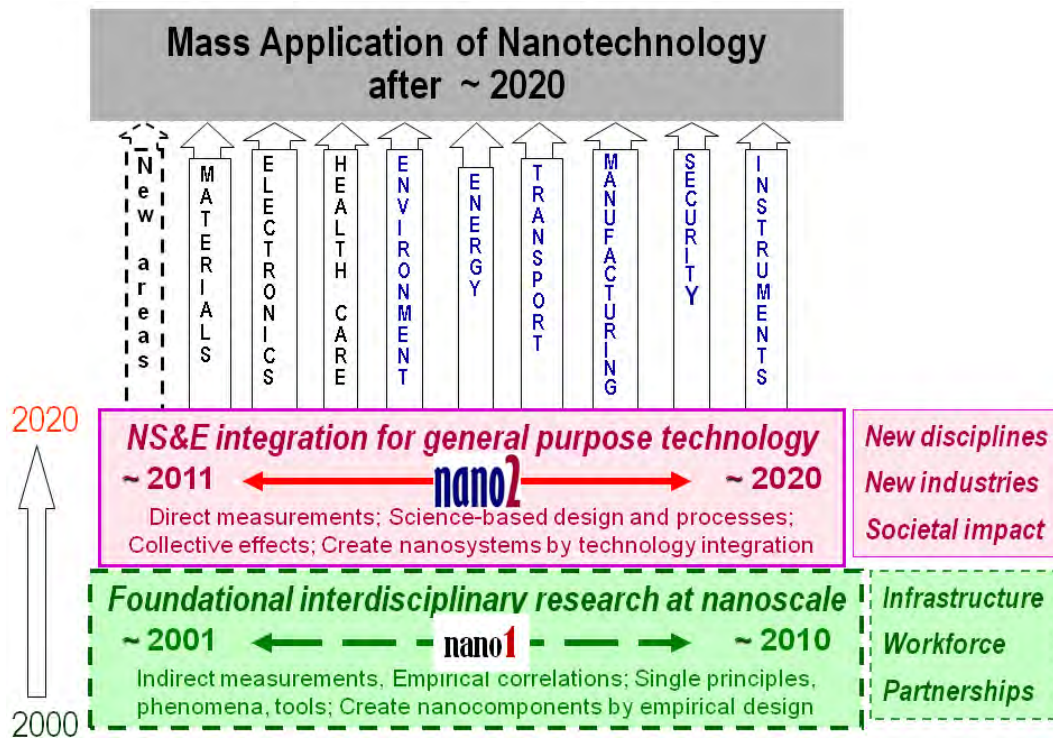 Mass Application of Nanotechnology
after ~ 2020
New areas
MATERIALS
ELECTRONICS
HEALTH CARE
ENVIRONMENT
ENERGY
TRANSPORT
MANUFACTURING
SECURITY
INSTRUMENTS
2020
NS&E integration for general purpose technology
~ 2011 nano2 ~ 2020
Direct measurements; Science-based design and processes;
Collective effects; Create nanosystems by technology integration
New disciplines
New industries
Societal impact
Foundational interdisciplinary research at nanoscale
~ 2001 nano1 ~ 2010
Indirect measurements, Empirical correlations; Single principles,
phenomena, tools; Create nanocomponents by empirical design
Infrastructure
Workforce
Partnerships
2000